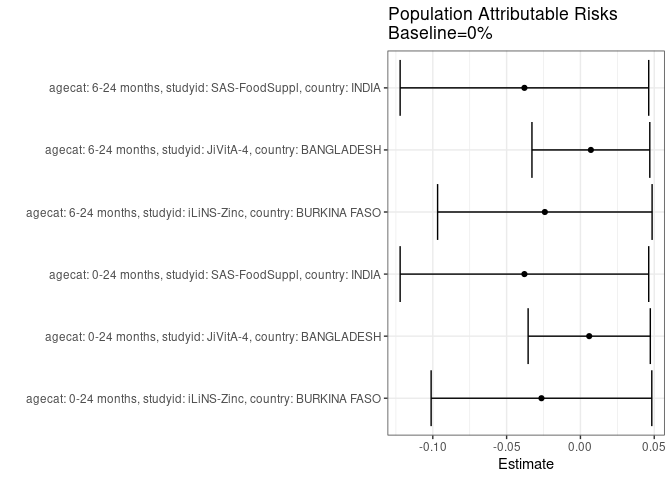 Population Attributable Risks
Baseline=0%
agecat: 6-24 months, studyid: SAS-FoodSuppl, country: INDIA
agecat: 6-24 months, studyid: JiVitA-4, country: BANGLADESH
agecat: 6-24 months, studyid: iLiNS-Zinc, country: BURKINA FASO
agecat: 0-24 months, studyid: SAS-FoodSuppl, country: INDIA
agecat: 0-24 months, studyid: JiVitA-4, country: BANGLADESH
agecat: 0-24 months, studyid: iLiNS-Zinc, country: BURKINA FASO
-0.10 -0.05 0.00 0.05
Estimate